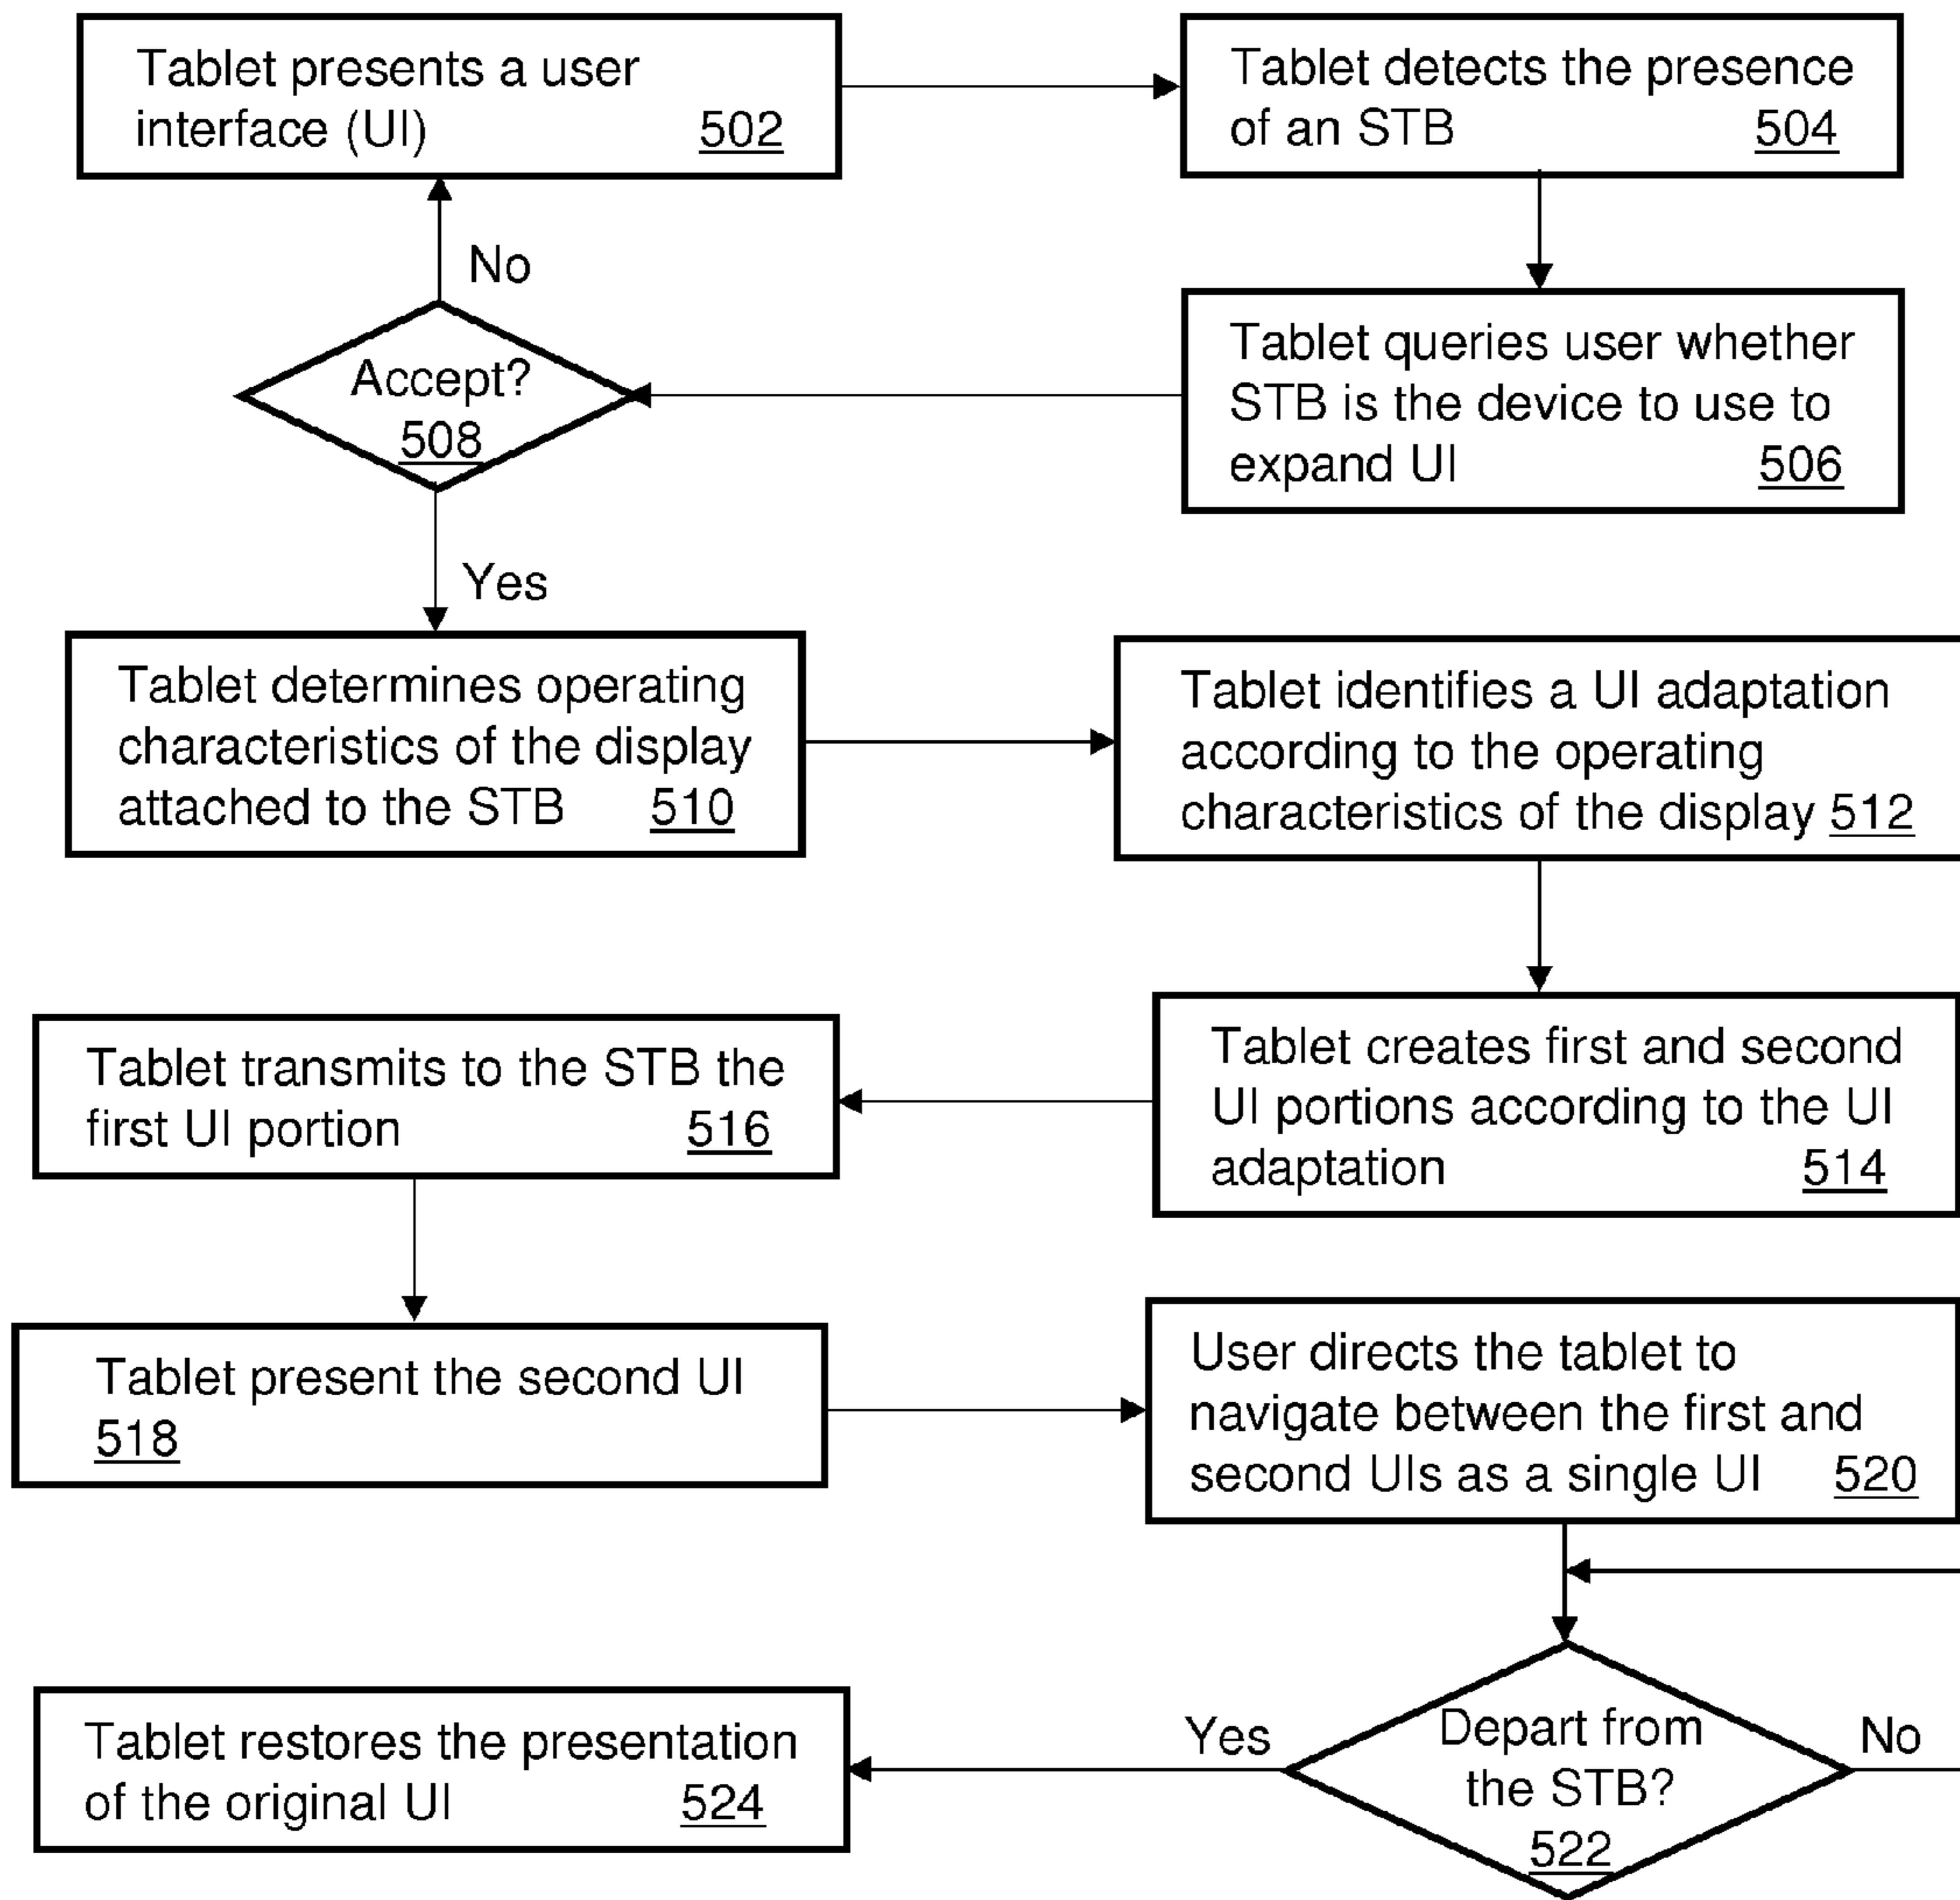 Tablet presents a user
interface (UI) 502
Tablet detects the presence
of an STB 504
No
Accept?
508
Tablet queries user whether
STB is the device to use to
expand UI 506
Yes
Tablet determines operating
characteristics of the display
attached to the STB 510
Tablet identifies a UI adaptation
according to the operating
characteristics of the display 512
Tablet creates first and second
UI portions according to the UI
adaptation 514
Tablet transmits to the STB the
first UI portion 516
Tablet present the second UI
518
User directs the tablet to
navigate between the first and
second UIs as a single UI 520
Depart from
the STB?
522
Yes
No
Tablet restores the presentation
of the original UI 524